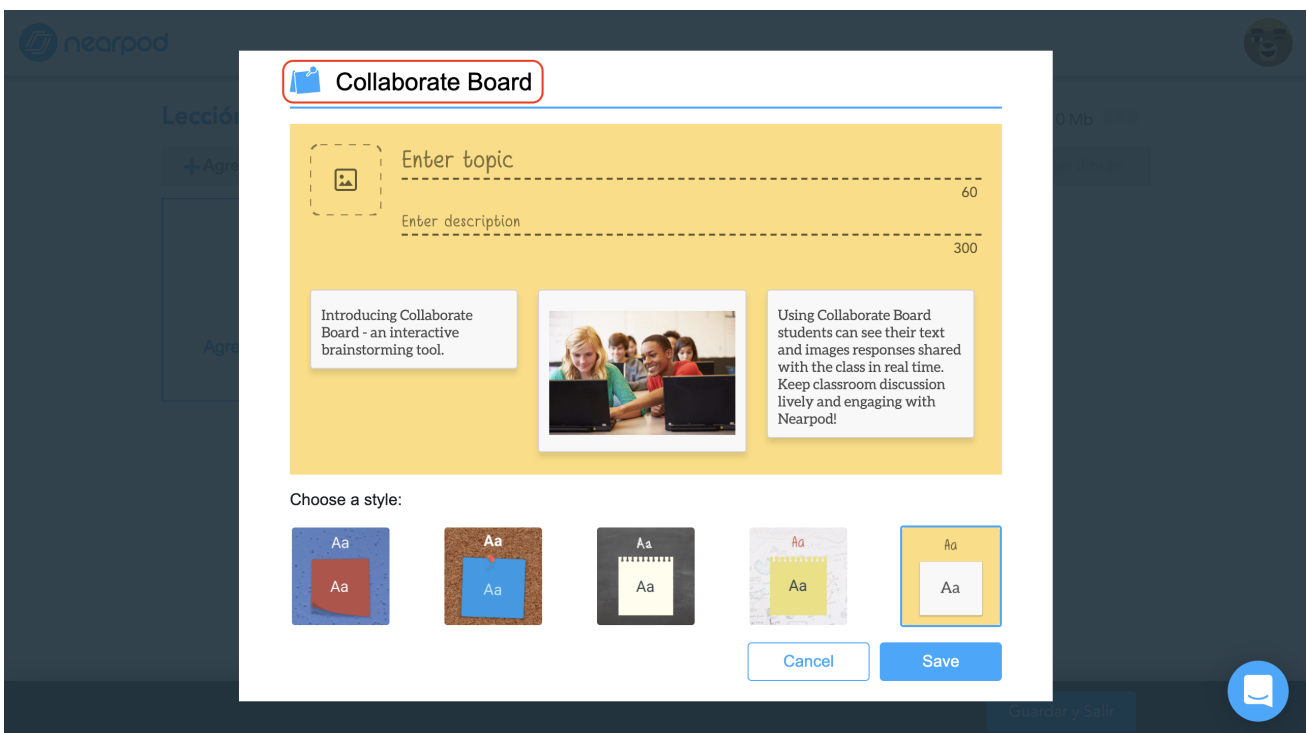 nearpod
Collaborate Board
Lección
0 Mb
Agre
Enter topic
60
Enter description
300
Introducing Collaborate
Board - an interactive
brainstorming tool.
Using Collaborate Board
students can see their text
and images responses shared
with the class in real time.
Keep classroom discussion
lively and engaging with
Nearpod!
Agre
Choose a style:
Aa
Aa
Aa
Aa
Aa
Aa
Aa
Aa
Aa
Aa
Cancel
Save
Guardar y Salir